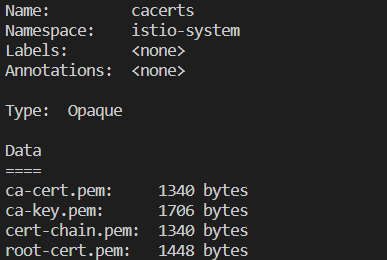 Name:         cacerts
Namespace:    istio-system
Labels:       <none>
Annotations:  <none>

Type:  Opaque

Data
====
ca-cert.pem:     1340 bytes
ca-key.pem:      1706 bytes
cert-chain.pem:  1340 bytes
root-cert.pem:   1448 bytes